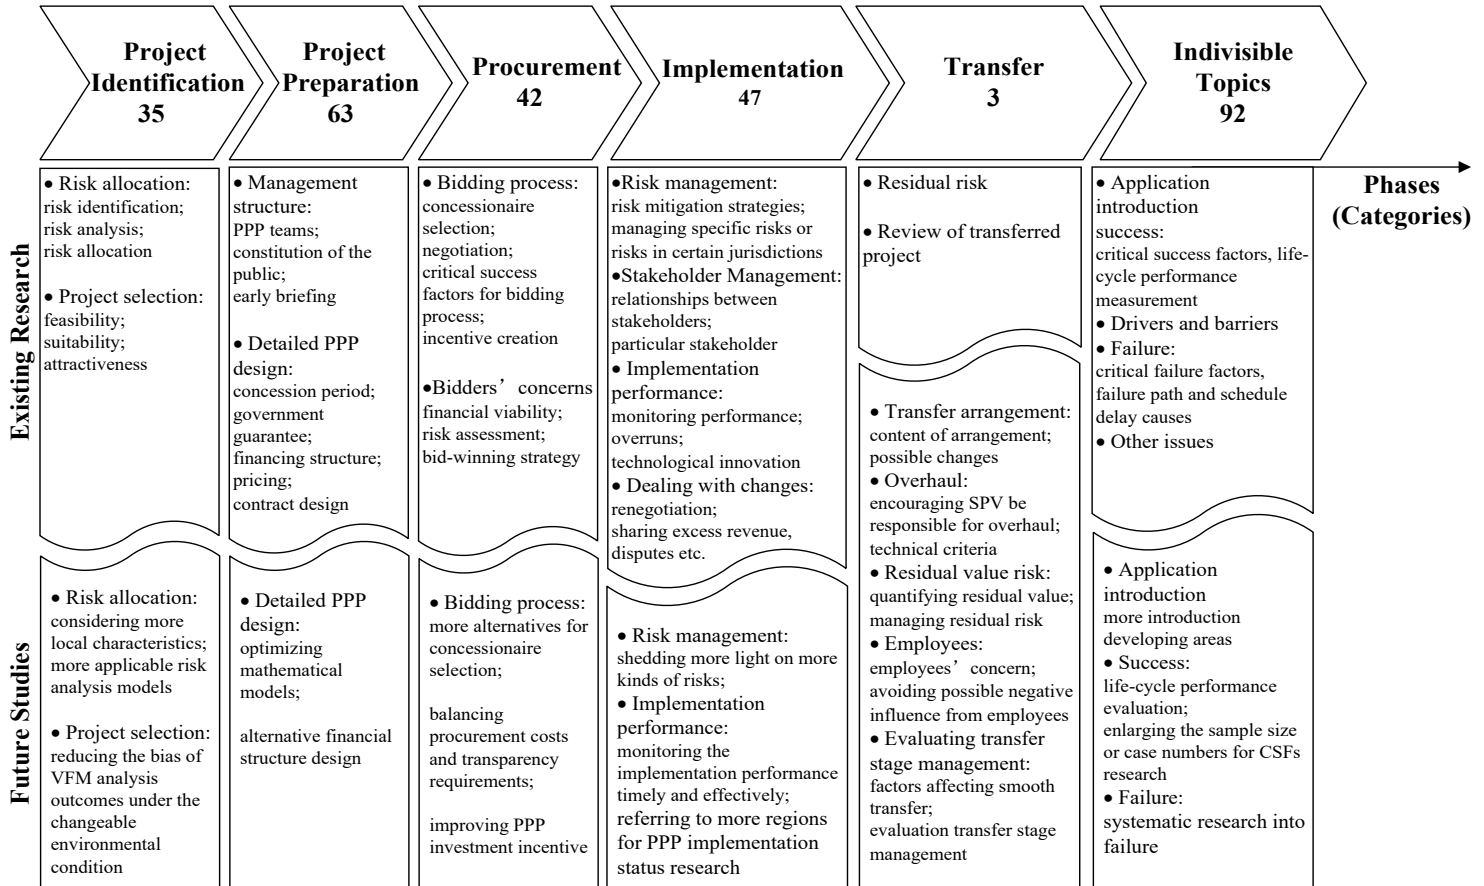 Project
Identification
35
Project
Preparation
63
Procurement
42
Implementation
47
Transfer
3
Indivisible
Topics
92
Phases
(Categories)
Existing Research
• Risk allocation:
risk identification;
risk analysis;
risk allocation
• Project selection:
feasibility;
suitability;
attractiveness
• Management
structure:
PPP teams;
constitution of the
public;
early briefing
• Detailed PPP
design:
concession period;
government
guarantee;
financing structure;
pricing;
contract design
• Bidding process:
concessionaire
selection;
negotiation;
critical success
factors for bidding
process;
incentive creation
•Bidders’ concerns
financial viability;
risk assessment;
bid-winning strategy
•Risk management:
risk mitigation strategies;
managing specific risks or
risks in certain jurisdictions
•Stakeholder Management:
relationships between
stakeholders;
particular stakeholder
• Implementation
performance:
monitoring performance;
overruns;
technological innovation
• Dealing with changes:
renegotiation;
sharing excess revenue,
disputes etc.
• Residual risk
• Review of transferred
project
• Application
introduction
success:
critical success factors, life-
cycle performance
measurement
• Drivers and barriers
• Failure:
critical failure factors,
failure path and schedule
delay causes
• Other issues
Future Studies
• Risk allocation:
considering more
local characteristics;
more applicable risk
analysis models
• Project selection:
reducing the bias of
VFM analysis
outcomes under the
changeable
environmental
condition
• Detailed PPP
design:
optimizing
mathematical
models;
alternative financial
structure design
• Bidding process:
more alternatives for
concessionaire
selection;
balancing
procurement costs
and transparency
requirements;
improving PPP
investment incentive
• Risk management:
shedding more light on more
kinds of risks;
• Implementation
performance:
monitoring the
implementation performance
timely and effectively;
referring to more regions
for PPP implementation
status research
• Transfer arrangement:
content of arrangement;
possible changes
• Overhaul:
encouraging SPV be
responsible for overhaul;
technical criteria
• Residual value risk:
quantifying residual value;
managing residual risk
• Employees:
employees’ concern;
avoiding possible negative
influence from employees
• Evaluating transfer
stage management:
factors affecting smooth
transfer;
evaluation transfer stage
management
• Application
introduction
more introduction
developing areas
• Success:
life-cycle performance
evaluation;
enlarging the sample size
or case numbers for CSFs
research
• Failure:
systematic research into
failure